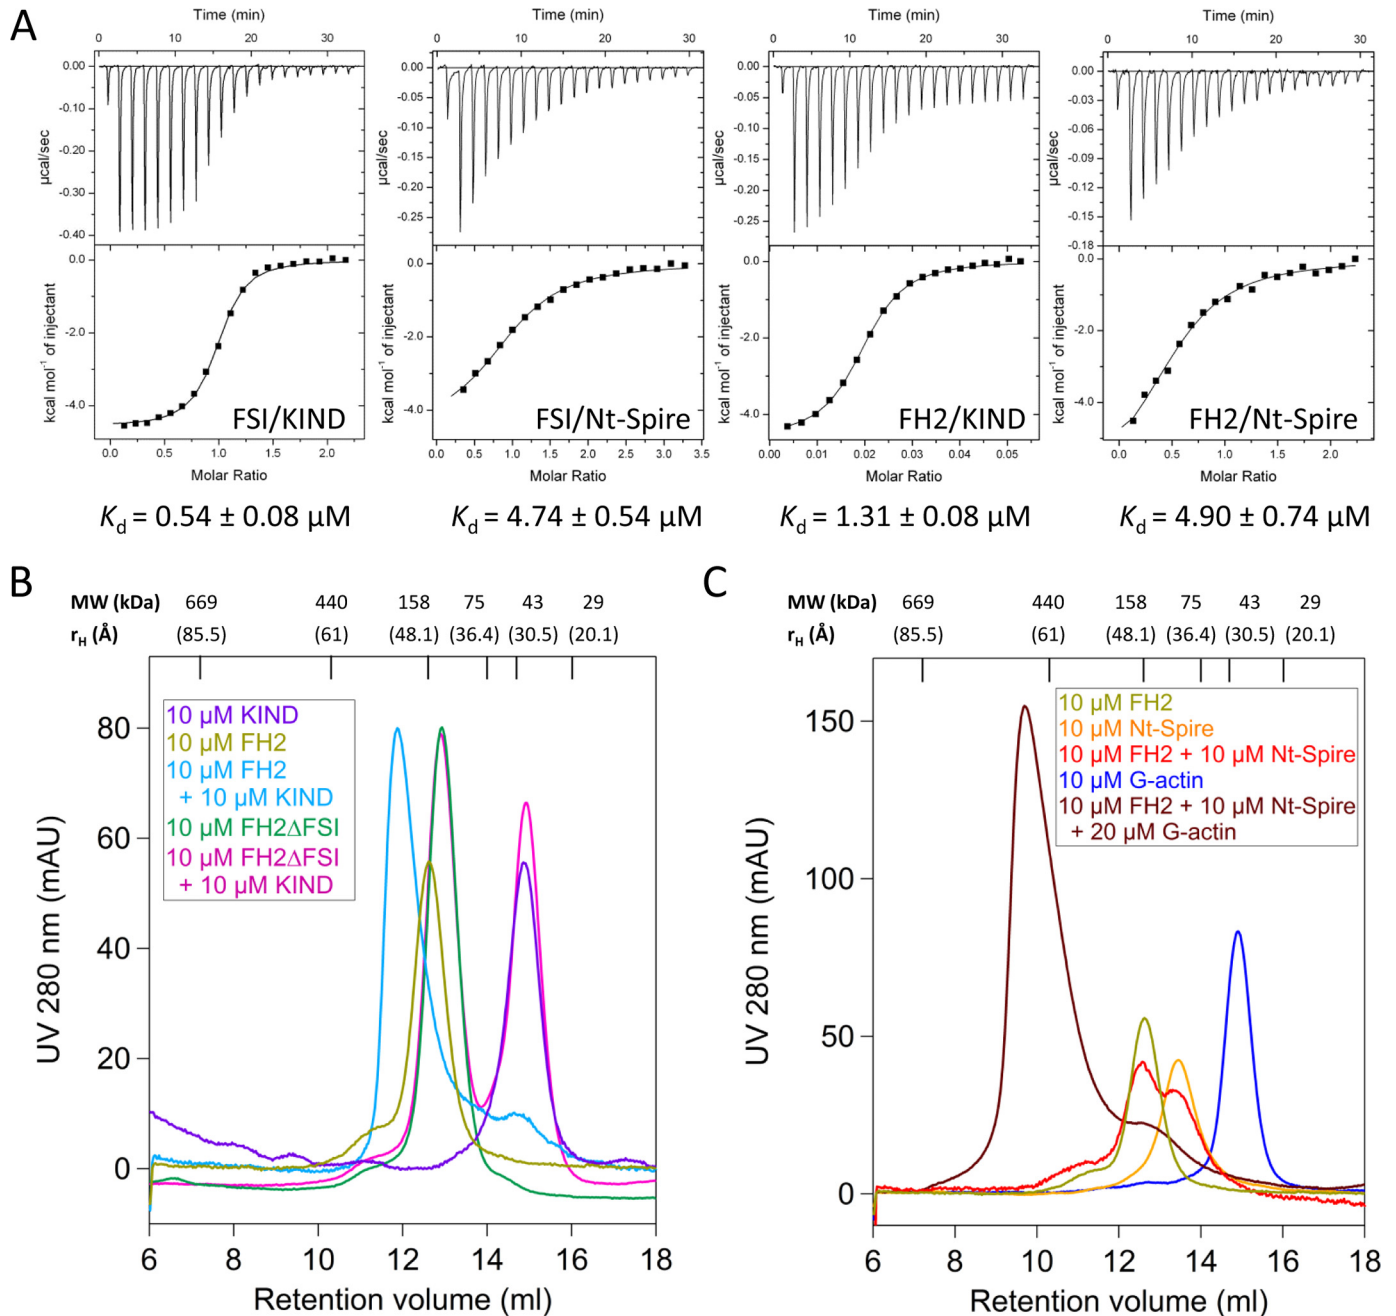 A
Time (min)
0 10 20 30
0.00
-0.10
-0.20
-0.30
-0.40
µcal/sec
0.0
-2.0
-4.0
kcal mol⁻¹ of injectant
FSI/KIND
0.0 0.5 1.0 1.5 2.0
Molar Ratio
Kd = 0.54 ± 0.08 µM
Time (min)
0 10 20 30
0.00
-0.05
-0.10
-0.15
-0.20
-0.25
µcal/sec
0.0
-2.0
-4.0
kcal mol⁻¹ of injectant
FSI/Nt-Spire
0.0 0.5 1.0 1.5 2.0 2.5 3.0 3.5
Molar Ratio
Kd = 4.74 ± 0.54 µM
Time (min)
0 10 20 30
0.00
-0.05
-0.10
-0.15
-0.20
-0.25
µcal/sec
0.0
-2.0
-4.0
kcal mol⁻¹ of injectant
FH2/KIND
0.00 0.01 0.02 0.03 0.04 0.05
Molar Ratio
Kd = 1.31 ± 0.08 µM
Time (min)
0 10 20 30
0.00
-0.03
-0.06
-0.09
-0.12
-0.15
-0.18
µcal/sec
0.0
-2.0
-4.0
kcal mol⁻¹ of injectant
FH2/Nt-Spire
0.0 0.5 1.0 1.5 2.0
Molar Ratio
Kd = 4.90 ± 0.74 µM
B
MW (kDa) 669 440 158 75 43 29
rH (Å) (85.5) (61) (48.1) (36.4) (30.5) (20.1)
10 µM KIND
10 µM FH2
10 µM FH2
+ 10 µM KIND
10 µM FH2ΔFSI
10 µM FH2ΔFSI
+ 10 µM KIND
80
60
40
20
0
UV 280 nm (mAU)
6 8 10 12 14 16 18
Retention volume (ml)
C
MW (kDa) 669 440 158 75 43 29
rH (Å) (85.5) (61) (48.1) (36.4) (30.5) (20.1)
10 µM FH2
10 µM Nt-Spire
10 µM FH2 + 10 µM Nt-Spire
10 µM G-actin
10 µM FH2 + 10 µM Nt-Spire
+ 20 µM G-actin
150
100
50
0
UV 280 nm (mAU)
6 8 10 12 14 16 18
Retention volume (ml)